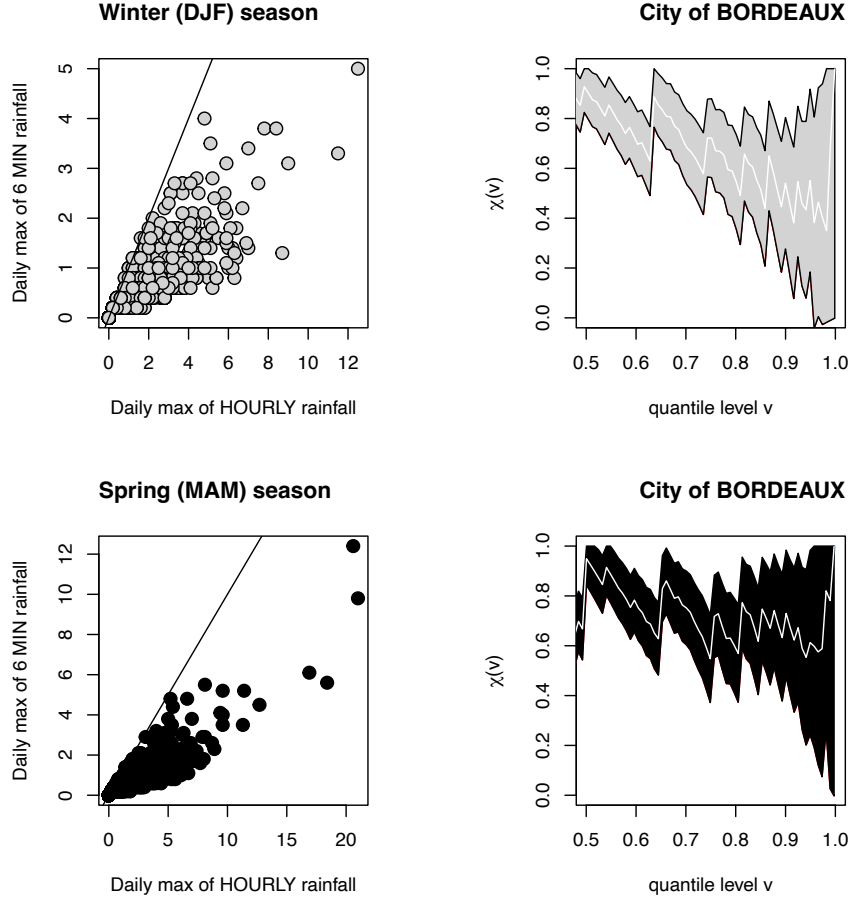 Winter (DJF) season
Daily max of 6 MIN rainfall
5
4
3
2
1
0
0 2 4 6 8 10 12
Daily max of HOURLY rainfall
City of BORDEAUX
χ(v)
1.0
0.8
0.6
0.4
0.2
0.0
0.5 0.6 0.7 0.8 0.9 1.0
quantile level v
Spring (MAM) season
Daily max of 6 MIN rainfall
12
10
8
6
4
2
0
0 5 10 15 20
Daily max of HOURLY rainfall
City of BORDEAUX
χ(v)
1.0
0.8
0.6
0.4
0.2
0.0
0.5 0.6 0.7 0.8 0.9 1.0
quantile level v